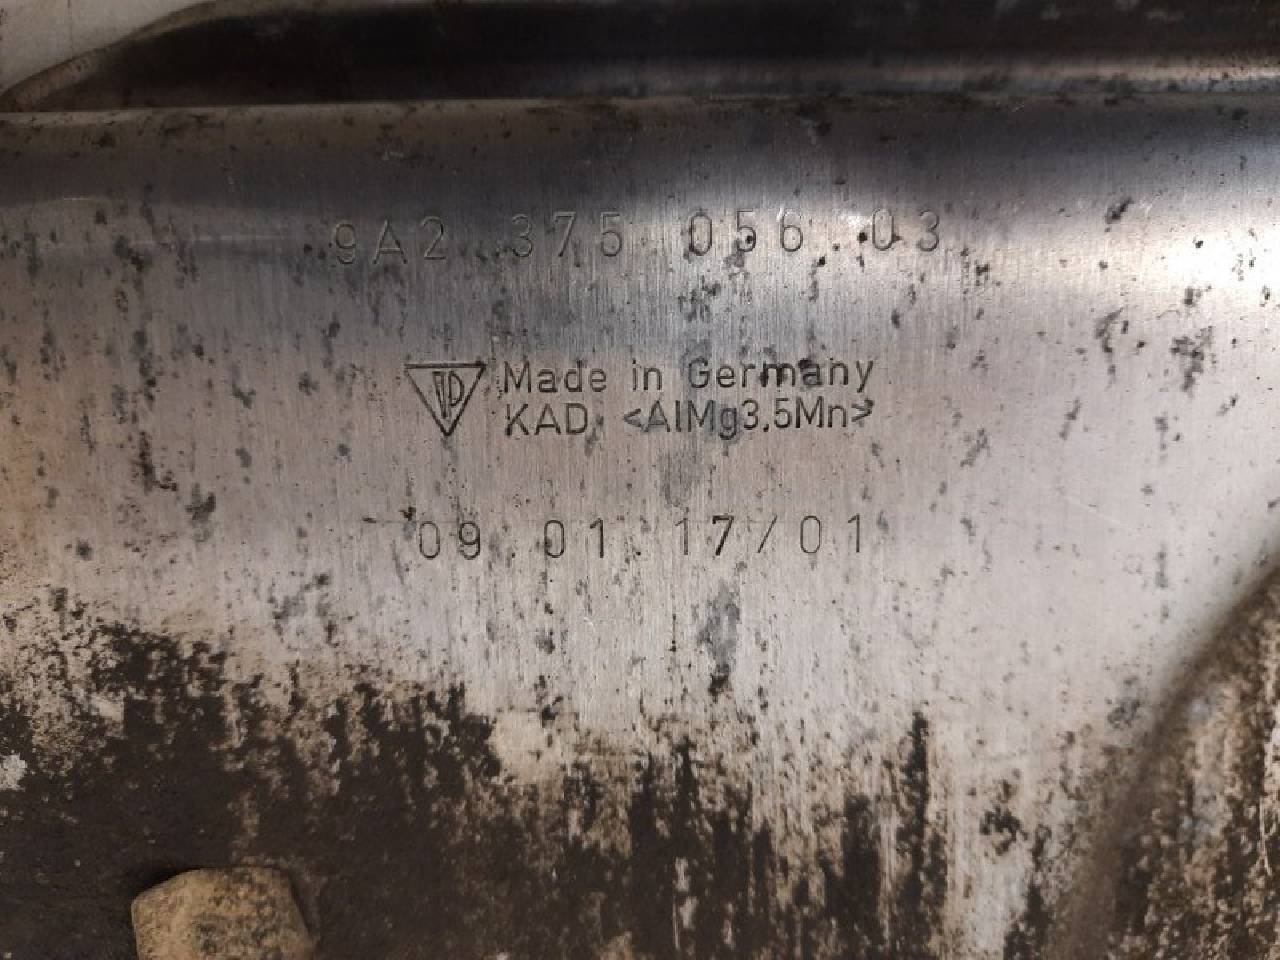 9A2.375.056.03
Made in Germany
KAD <AlMg3,5Mn>
09.01.17/01